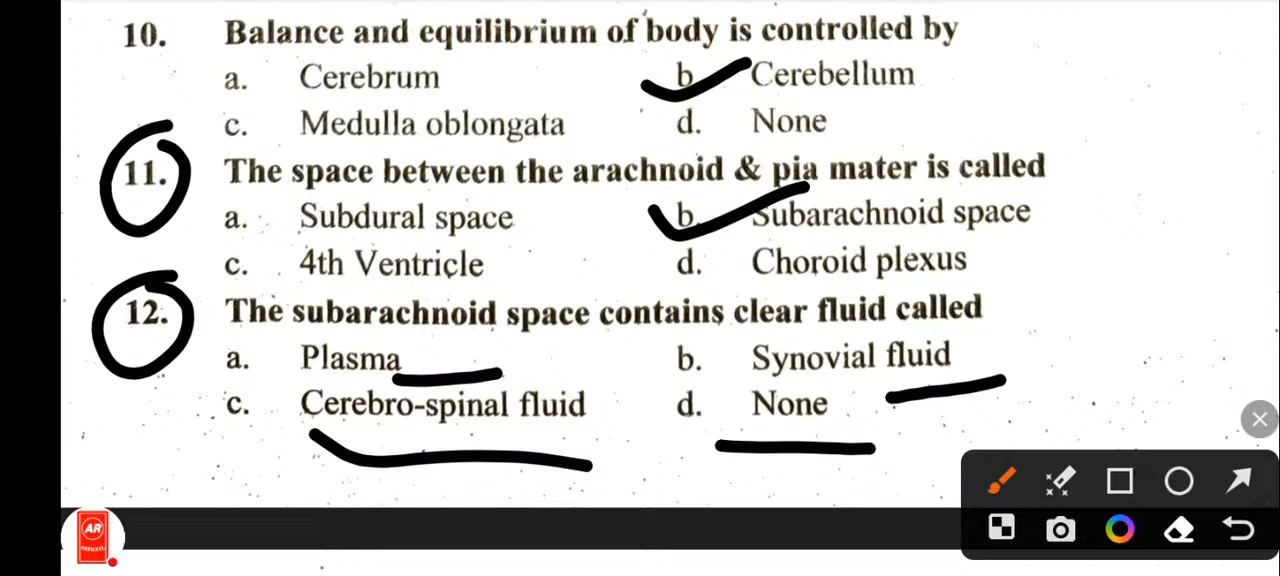 10. Balance and equilibrium of body is controlled by
a. Cerebrum b. Cerebellum
c. Medulla oblongata d. None
11. The space between the arachnoid & pia mater is called
a. Subdural space b. Subarachnoid space
c. 4th Ventricle d. Choroid plexus
12. The subarachnoid space contains clear fluid called
a. Plasma b. Synovial fluid
c. Cerebro-spinal fluid d. None
AR
OFFICIAL